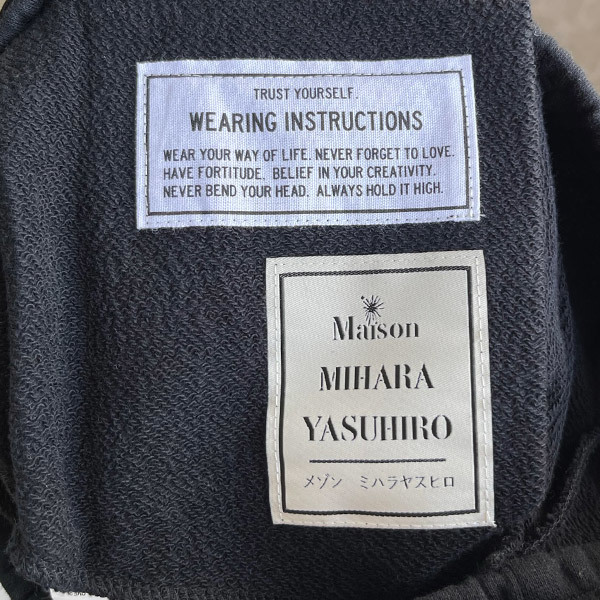 TRUST YOURSELF.
WEARING INSTRUCTIONS
WEAR YOUR WAY OF LIFE. NEVER FORGET TO LOVE.
HAVE FORTITUDE. BELIEF IN YOUR CREATIVITY.
NEVER BEND YOUR HEAD. ALWAYS HOLD IT HIGH.
Maison
MIHARA
YASUHIRO
メゾン ミハラヤスヒロ